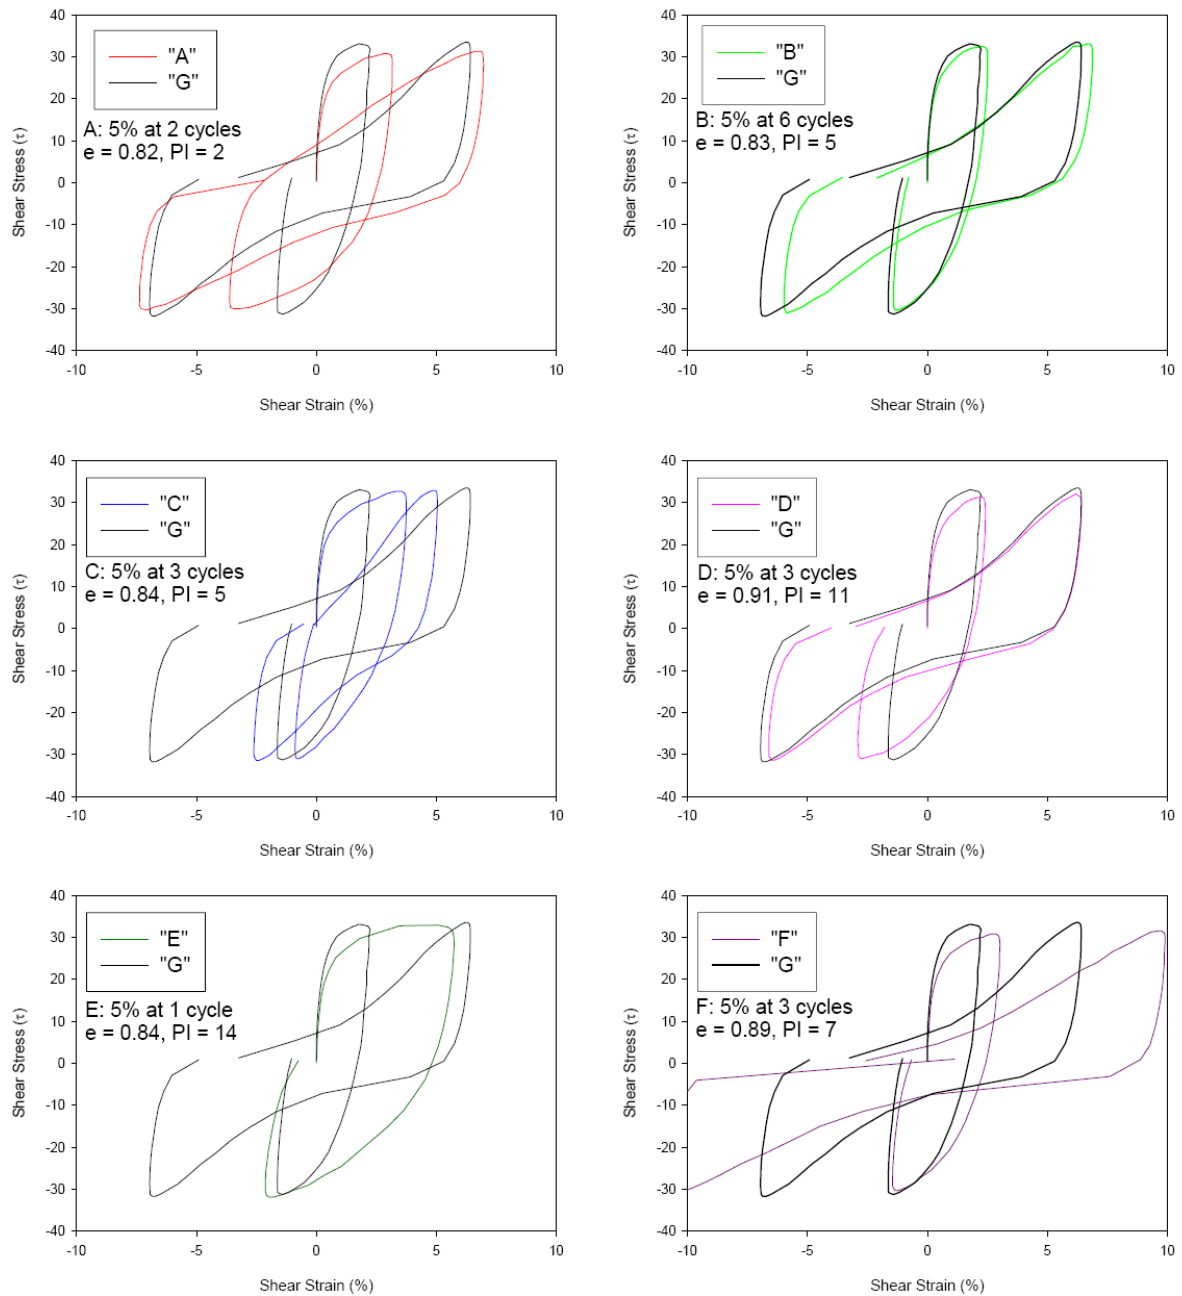 40
30
20
10
0
-10
-20
-30
-40
Shear Stress (τ)
"A"
"G"
A: 5% at 2 cycles
e = 0.82, PI = 2
-10 -5 0 5 10
Shear Strain (%)
40
30
20
10
0
-10
-20
-30
-40
Shear Stress (τ)
"B"
"G"
B: 5% at 6 cycles
e = 0.83, PI = 5
-10 -5 0 5 10
Shear Strain (%)
40
30
20
10
0
-10
-20
-30
-40
Shear Stress (τ)
"C"
"G"
C: 5% at 3 cycles
e = 0.84, PI = 5
-10 -5 0 5 10
Shear Strain (%)
40
30
20
10
0
-10
-20
-30
-40
Shear Stress (τ)
"D"
"G"
D: 5% at 3 cycles
e = 0.91, PI = 11
-10 -5 0 5 10
Shear Strain (%)
40
30
20
10
0
-10
-20
-30
-40
Shear Stress (τ)
"E"
"G"
E: 5% at 1 cycle
e = 0.84, PI = 14
-10 -5 0 5 10
Shear Strain (%)
40
30
20
10
0
-10
-20
-30
-40
Shear Stress (τ)
"F"
"G"
F: 5% at 3 cycles
e = 0.89, PI = 7
-10 -5 0 5 10
Shear Strain (%)